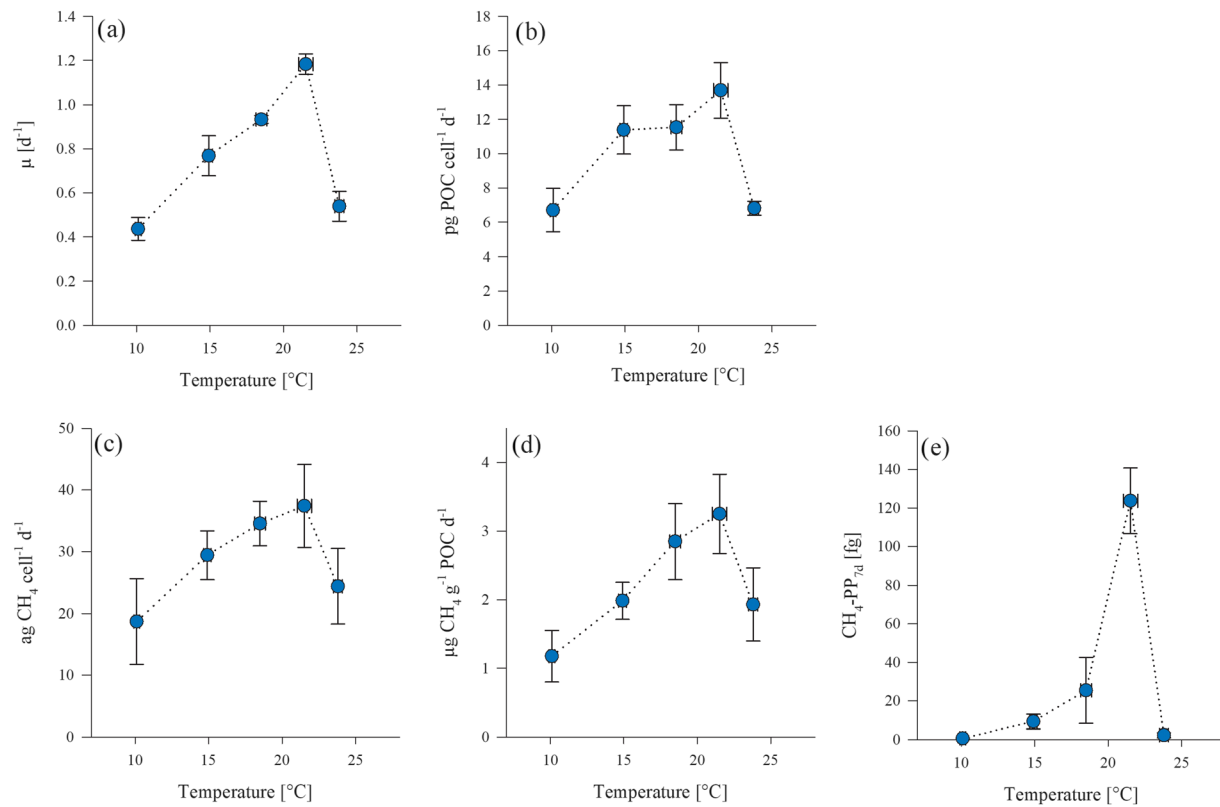 (a)
1.4
1.2
1.0
0.8
0.6
0.4
0.2
0.0
μ [d⁻¹]
10 15 20 25
Temperature [°C]
(b)
18
16
14
12
10
8
6
4
2
0
pg POC cell⁻¹ d⁻¹
10 15 20 25
Temperature [°C]
(c)
50
40
30
20
10
0
ag CH₄ cell⁻¹ d⁻¹
10 15 20 25
Temperature [°C]
(d)
4
3
2
1
0
μg CH₄ g⁻¹ POC d⁻¹
10 15 20 25
Temperature [°C]
(e)
160
140
120
100
80
60
40
20
0
CH₄-PP₇d [fg]
10 15 20 25
Temperature [°C]